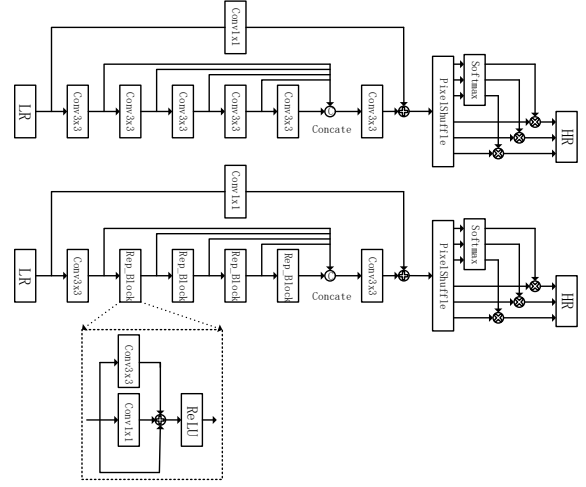 Conv1x1
LR
Conv3x3
Conv3x3
Conv3x3
Conv3x3
Conv3x3
C
Concate
Conv3x3
PixelShuffle
Softmax
HR
Conv1x1
LR
Conv3x3
Rep_Block
Rep_Block
Rep_Block
Rep_Block
C
Concate
Conv3x3
PixelShuffle
Softmax
HR
Conv3x3
Conv1x1
ReLU